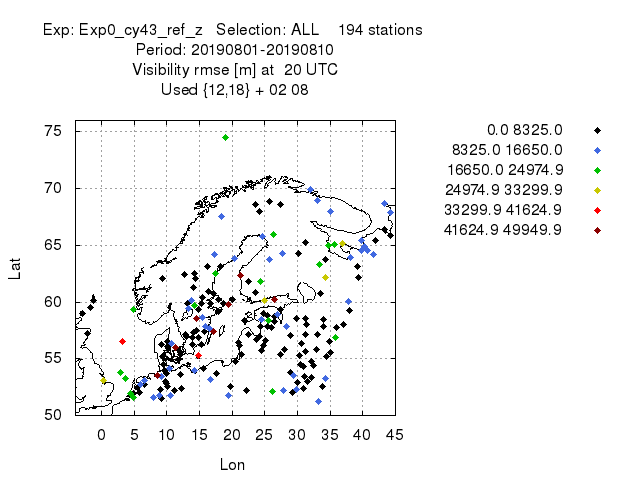 Exp: Exp0_cy43_ref_z   Selection: ALL    194 stations
Period: 20190801-20190810
Visibility rmse [m] at  20 UTC
Used {12,18} + 02 08
0.0 8325.0
8325.0 16650.0
16650.0 24974.9
24974.9 33299.9
33299.9 41624.9
41624.9 49949.9
75
70
65
60
55
50
Lat
0 5 10 15 20 25 30 35 40 45
Lon